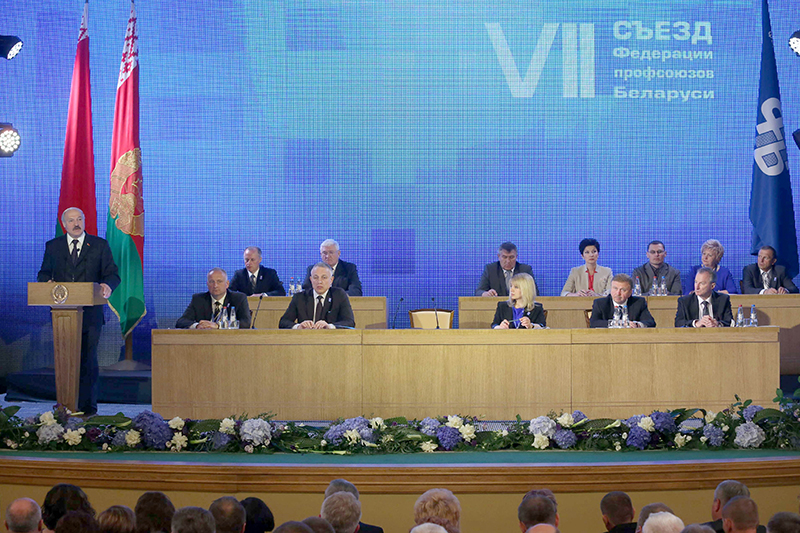 VII
СЪЕЗД
Федерации
профсоюзов
Беларуси